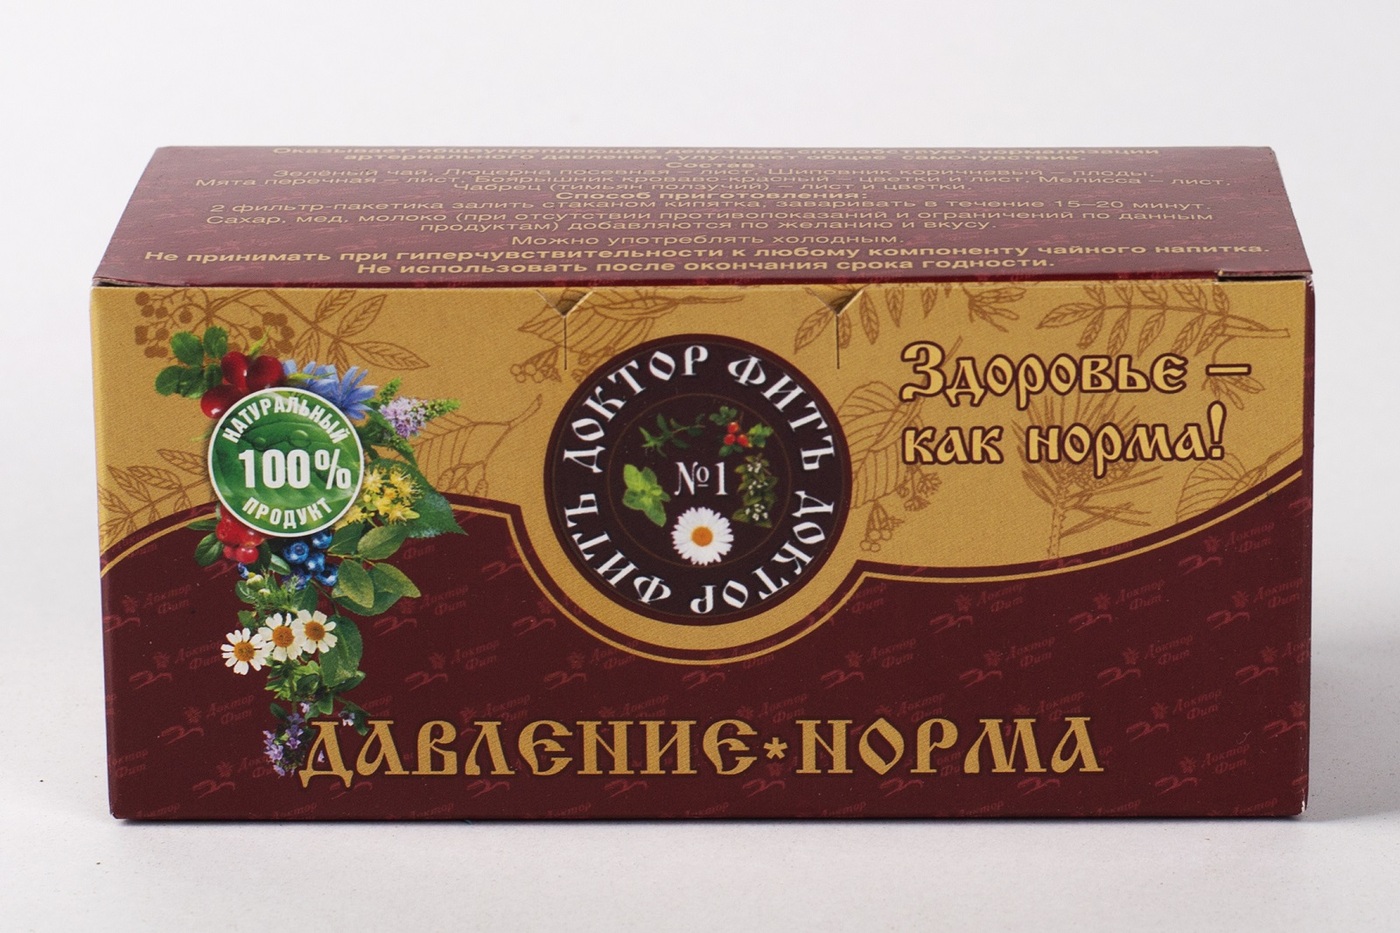 Оказывает общеукрепляющее действие, способствует нормализации
артериального давления, улучшает общее самочувствие.
Состав:
Зелёный чай, Люцерна посевная – лист, Шиповник коричный – плоды,
Мята перечная – лист, Боярышник кроваво-красный – цветки и лист, Мелисса – лист,
Чабрец (тимьян ползучий) – лист и цветки.
Способ приготовления:
2 фильтр-пакетика залить стаканом кипятка, заваривать в течение 15–20 минут.
Сахар, мед, молоко (при отсутствии противопоказаний и ограничений по данным
продуктам) добавляются по желанию и вкусу.
Можно употреблять холодным.
Не принимать при гиперчувствительности к любому компоненту чайного напитка.
Не использовать после окончания срока годности.
НАТУРАЛЬНЫЙ
100%
ПРОДУКТ
ДОКТОР ФИТЪ ДОКТОР ФИТЪ
№1
Здоровье –
как норма!
ДАВЛЕНИЕ*НОРМА